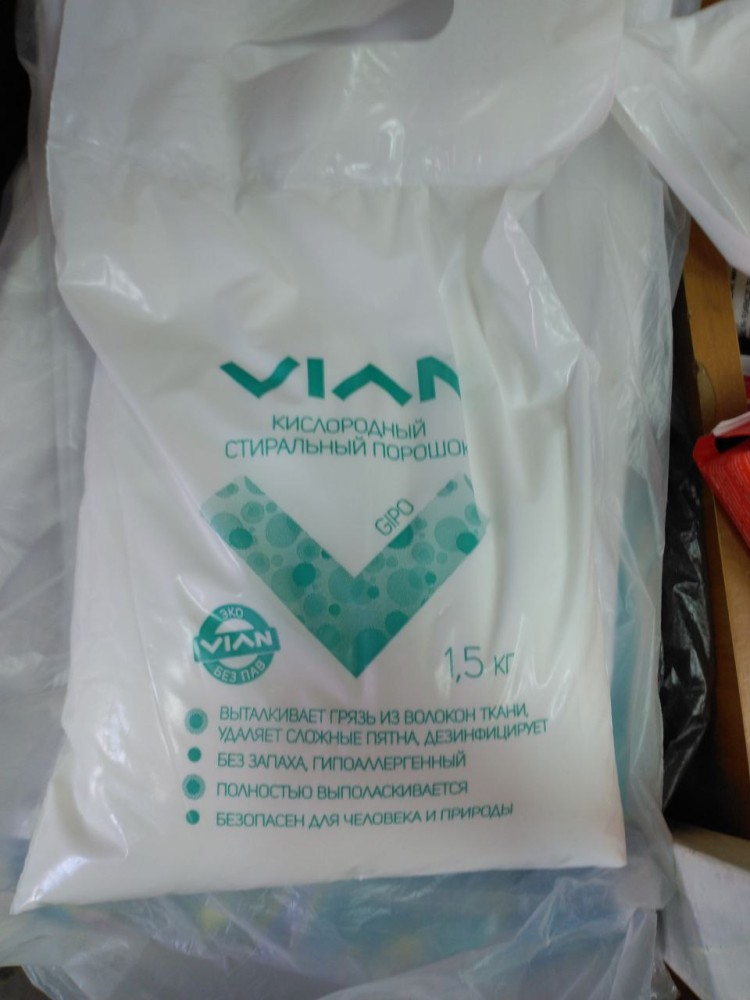 VIAN
КИСЛОРОДНЫЙ
СТИРАЛЬНЫЙ ПОРОШОК
GIPO
ЭКО
VIAN
БЕЗ ПАВ
1,5 кг
ВЫТАЛКИВАЕТ ГРЯЗЬ ИЗ ВОЛОКОН ТКАНИ,
УДАЛЯЕТ СЛОЖНЫЕ ПЯТНА, ДЕЗИНФИЦИРУЕТ
БЕЗ ЗАПАХА, ГИПОАЛЛЕРГЕННЫЙ
ПОЛНОСТЬЮ ВЫПОЛАСКИВАЕТСЯ
БЕЗОПАСЕН ДЛЯ ЧЕЛОВЕКА И ПРИРОДЫ